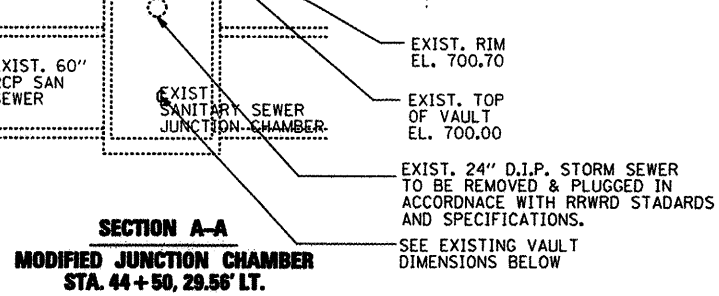 EXIST. RIM
EL. 700.70
EXIST. 60"
RCP SAN
SEWER
EXIST
SANITARY SEWER
JUNCTION CHAMBER
EXIST. TOP
OF VAULT
EL. 700.00
EXIST. 24" D.I.P. STORM SEWER
TO BE REMOVED & PLUGGED IN
ACCORDNACE WITH RRWRD STADARDS
AND SPECIFICATIONS.
SEE EXISTING VAULT
DIMENSIONS BELOW
SECTION A-A
MODIFIED JUNCTION CHAMBER
STA. 44+50, 29.56' LT.